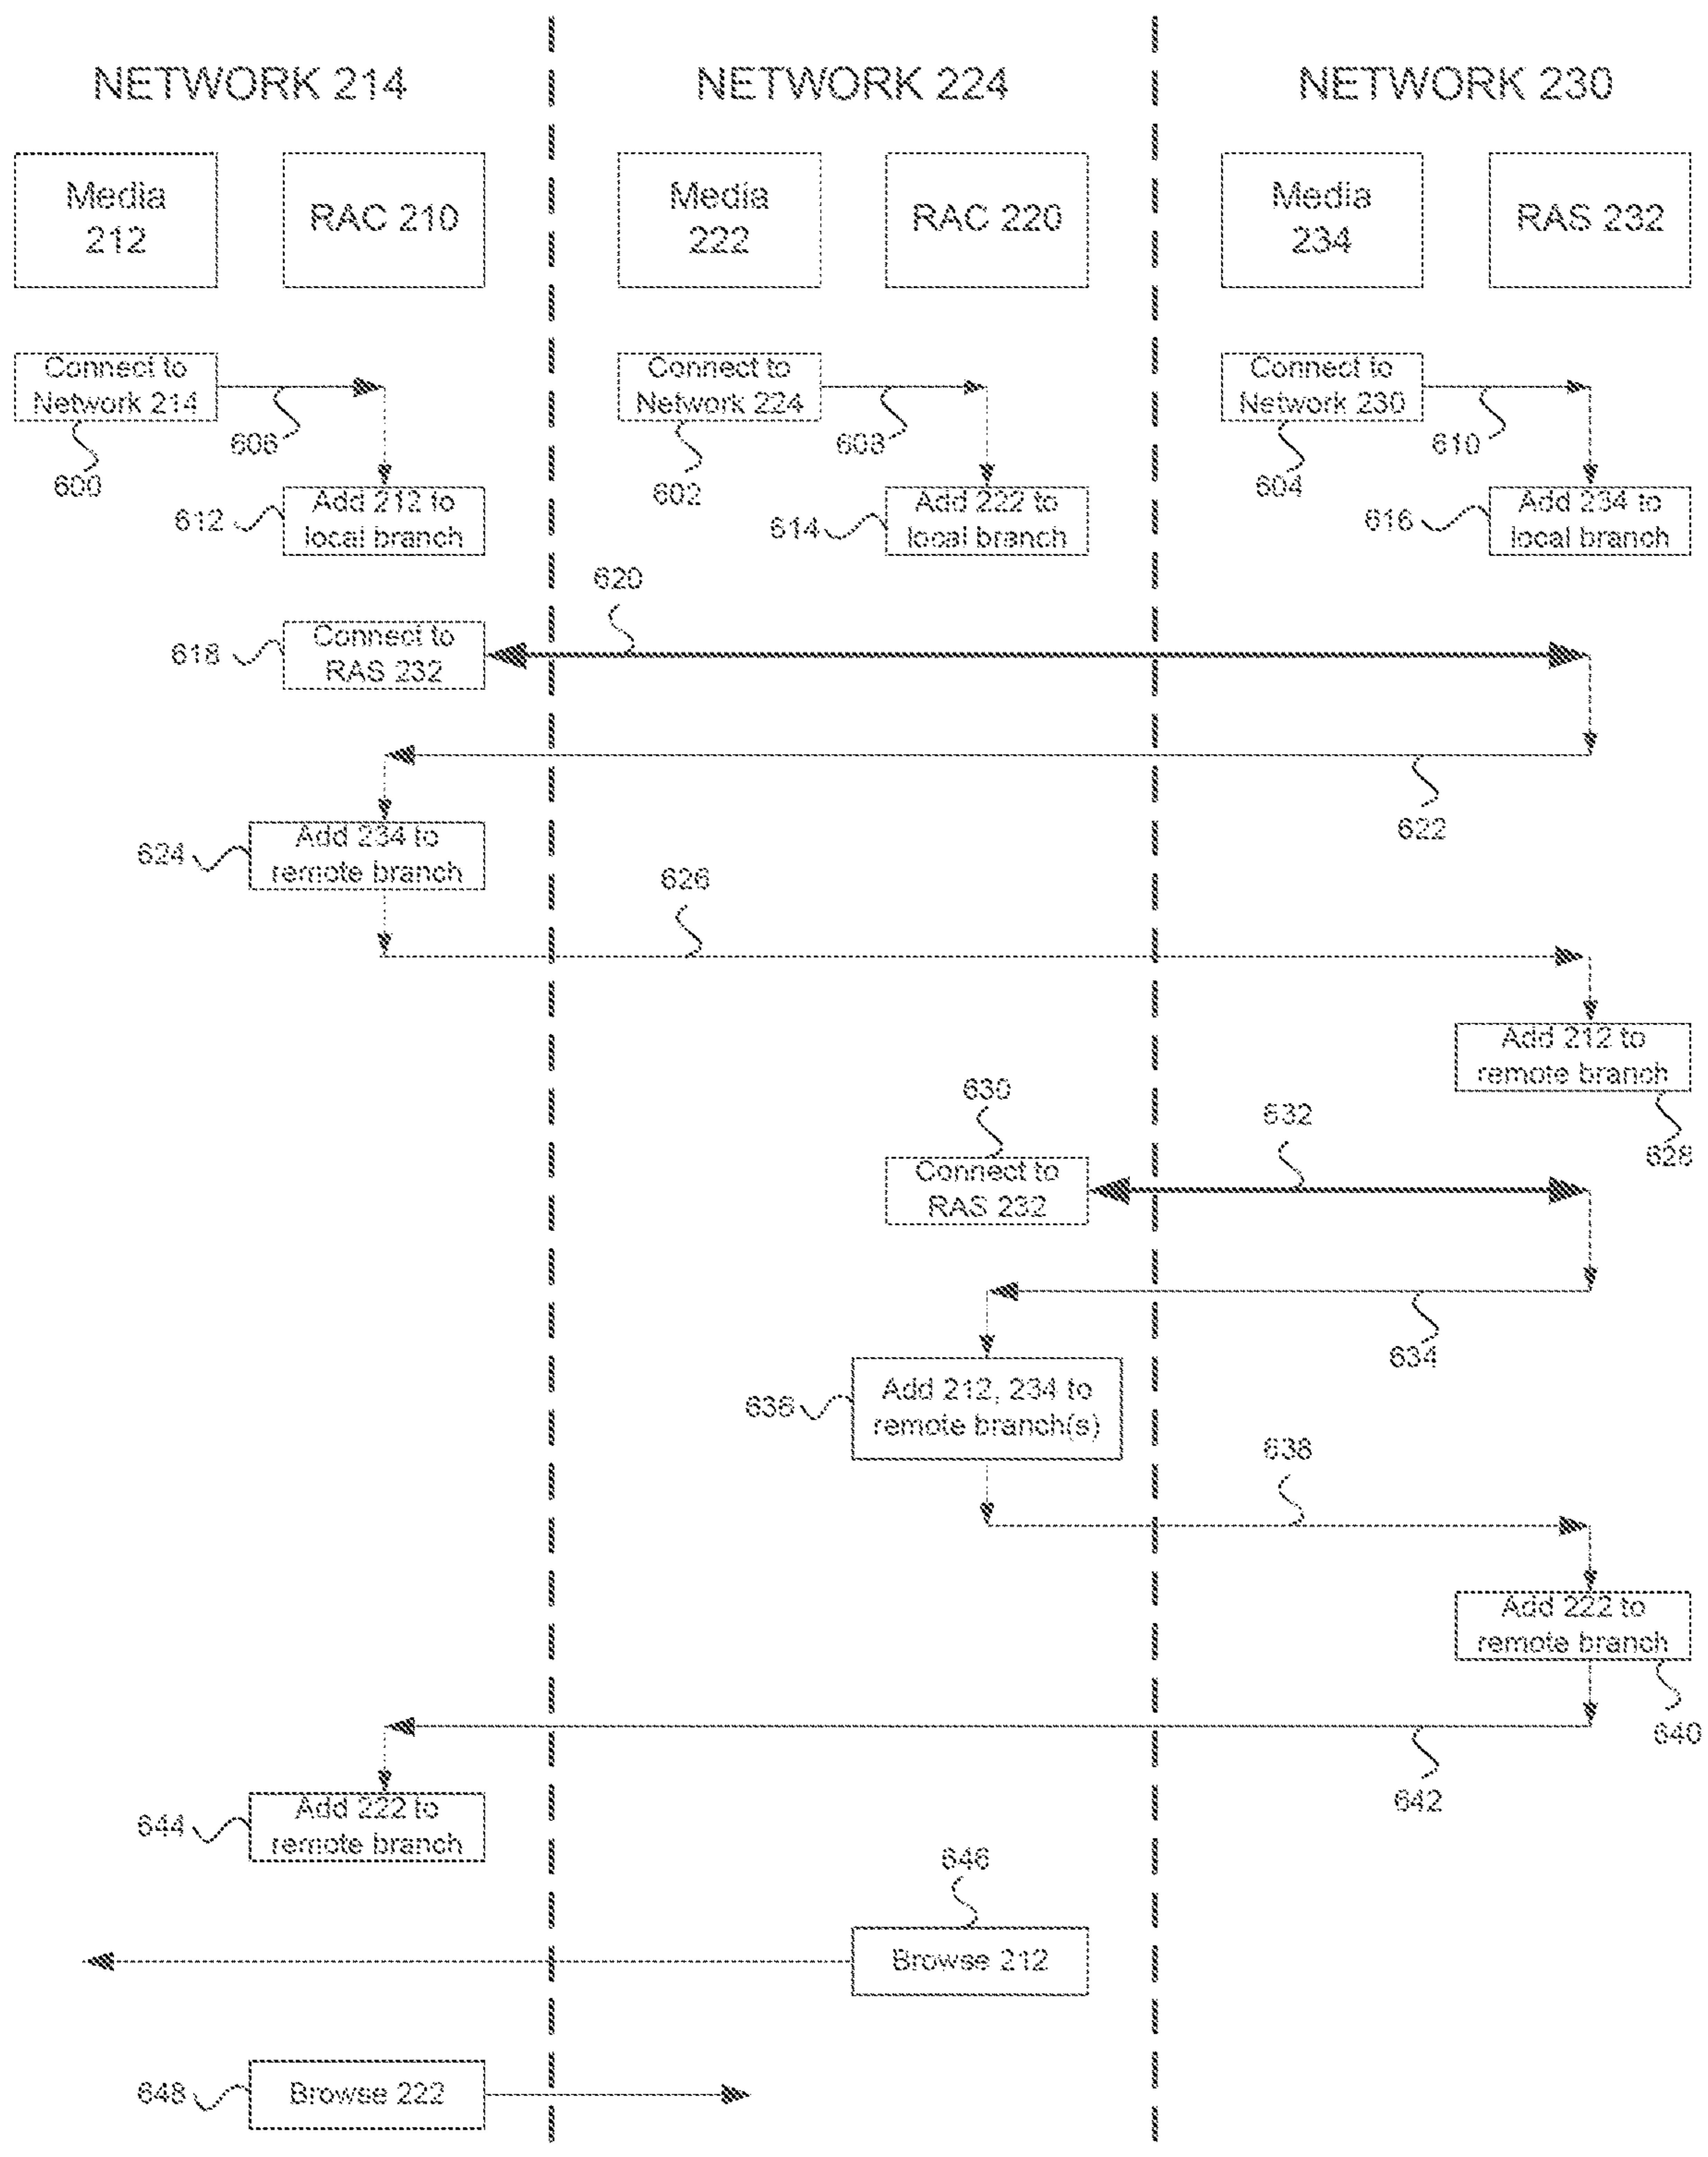 NETWORK 214
NETWORK 224
NETWORK 230
Media
212
RAC 210
Media
222
RAC 220
Media
234
RAS 232
Connect to
Network 214
606
600
Connect to
Network 224
608
602
Connect to
Network 230
610
604
612
Add 212 to
local branch
614
Add 222 to
local branch
616
Add 234 to
local branch
620
618
Connect to
RAS 232
622
624
Add 234 to
remote branch
626
Add 212 to
remote branch
628
630
632
Connect to
RAS 232
634
636
Add 212, 234 to
remote branch(s)
638
Add 222 to
remote branch
640
642
644
Add 222 to
remote branch
646
Browse 212
648
Browse 222